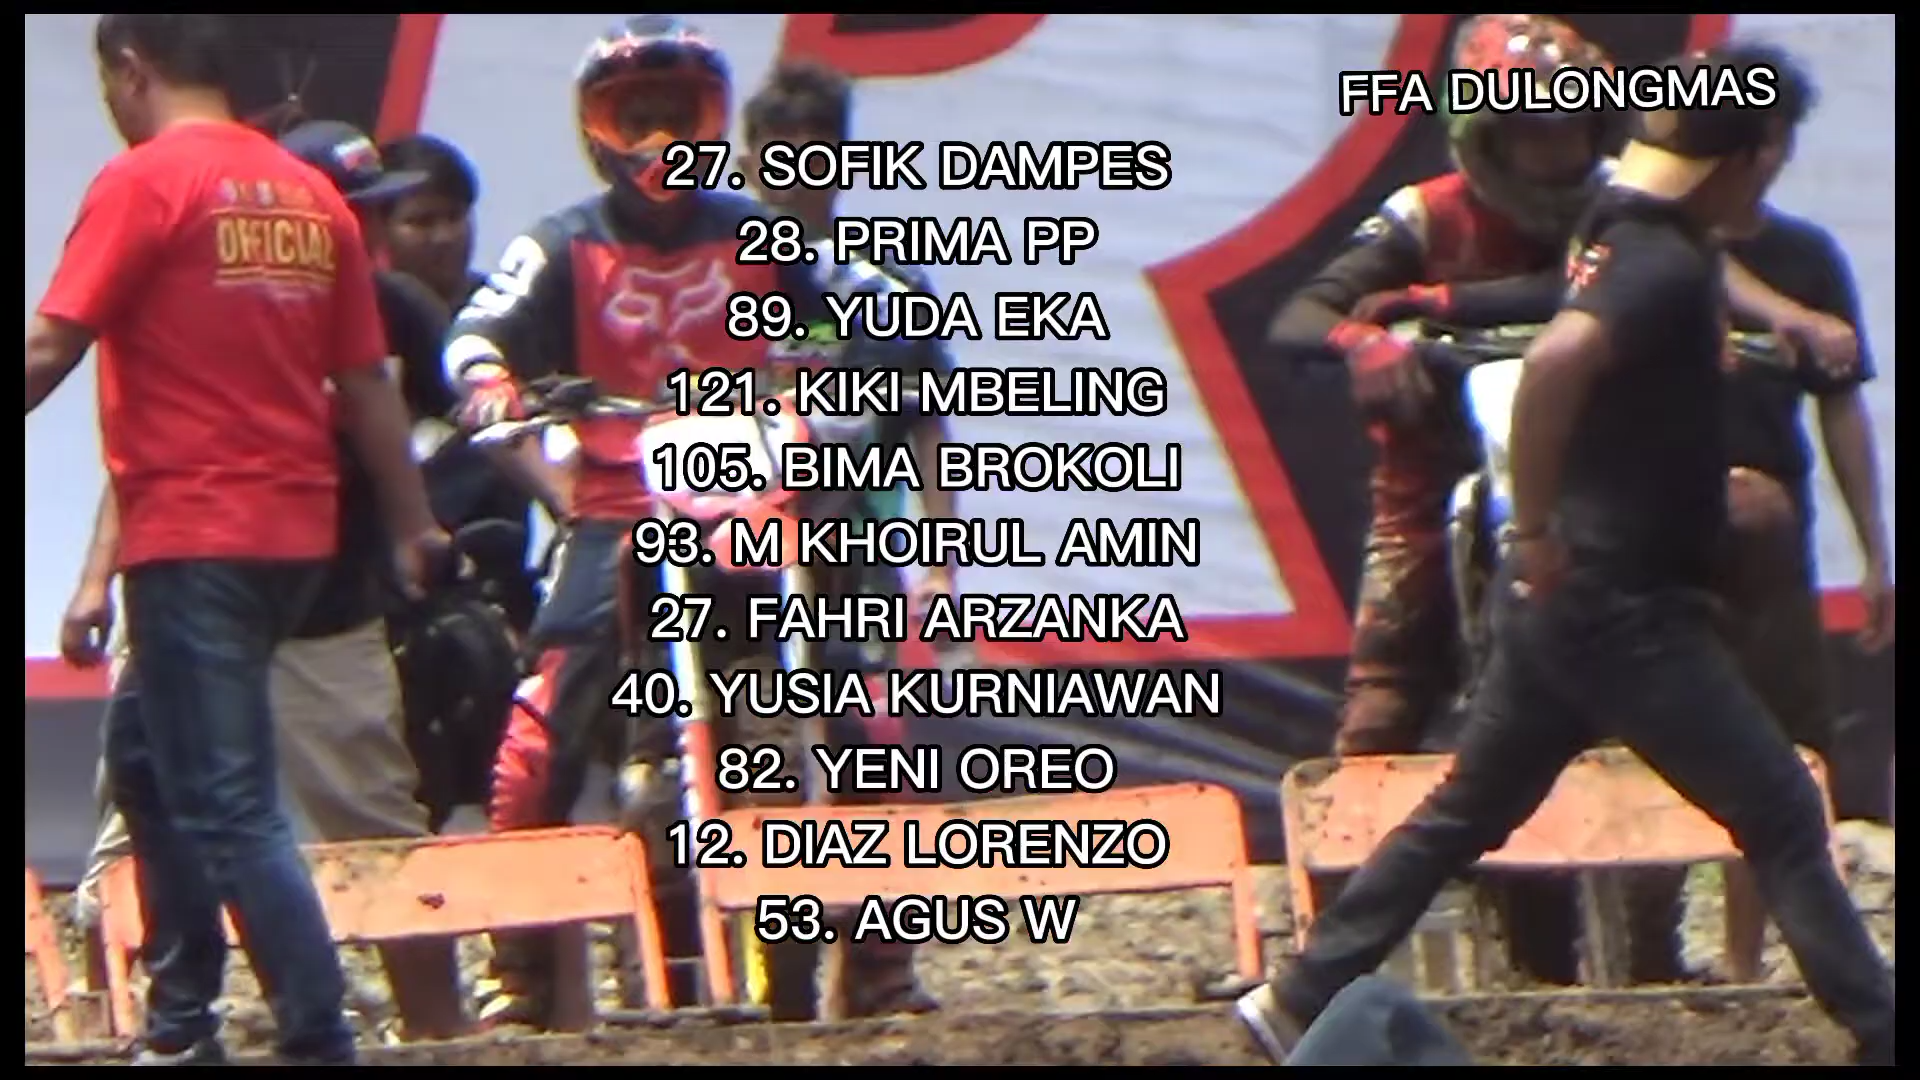 FFA DULONGMAS
27. SOFIK DAMPES
28. PRIMA PP
89. YUDA EKA
121. KIKI MBELING
105. BIMA BROKOLI
93. M KHOIRUL AMIN
27. FAHRI ARZANKA
40. YUSIA KURNIAWAN
82. YENI OREO
12. DIAZ LORENZO
53. AGUS W
OFFICIAL